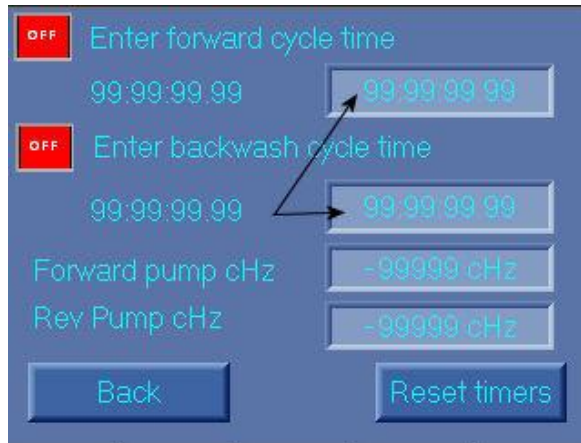 OFF Enter forward cycle time
99:99:99.99 99:99:99.99
OFF Enter backwash cycle time
99:99:99.99 99:99:99.99
Forward pump cHz -99999 cHz
Rev Pump cHz -99999 cHz
Back Reset timers